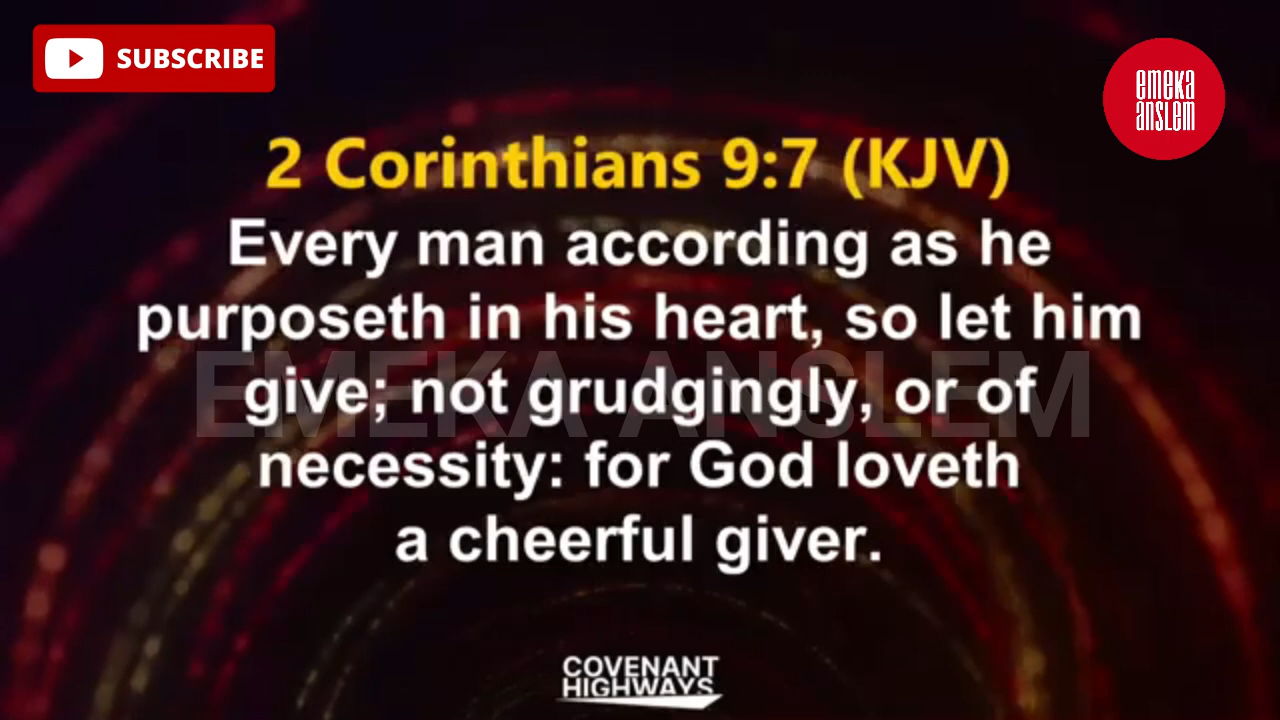 SUBSCRIBE
emeka
anslem
2 Corinthians 9:7 (KJV)
Every man according as he
purposeth in his heart, so let him
give; not grudgingly, or of
EMEKA ANSLEM
necessity: for God loveth
a cheerful giver.
COVENANT
HIGHWAYS